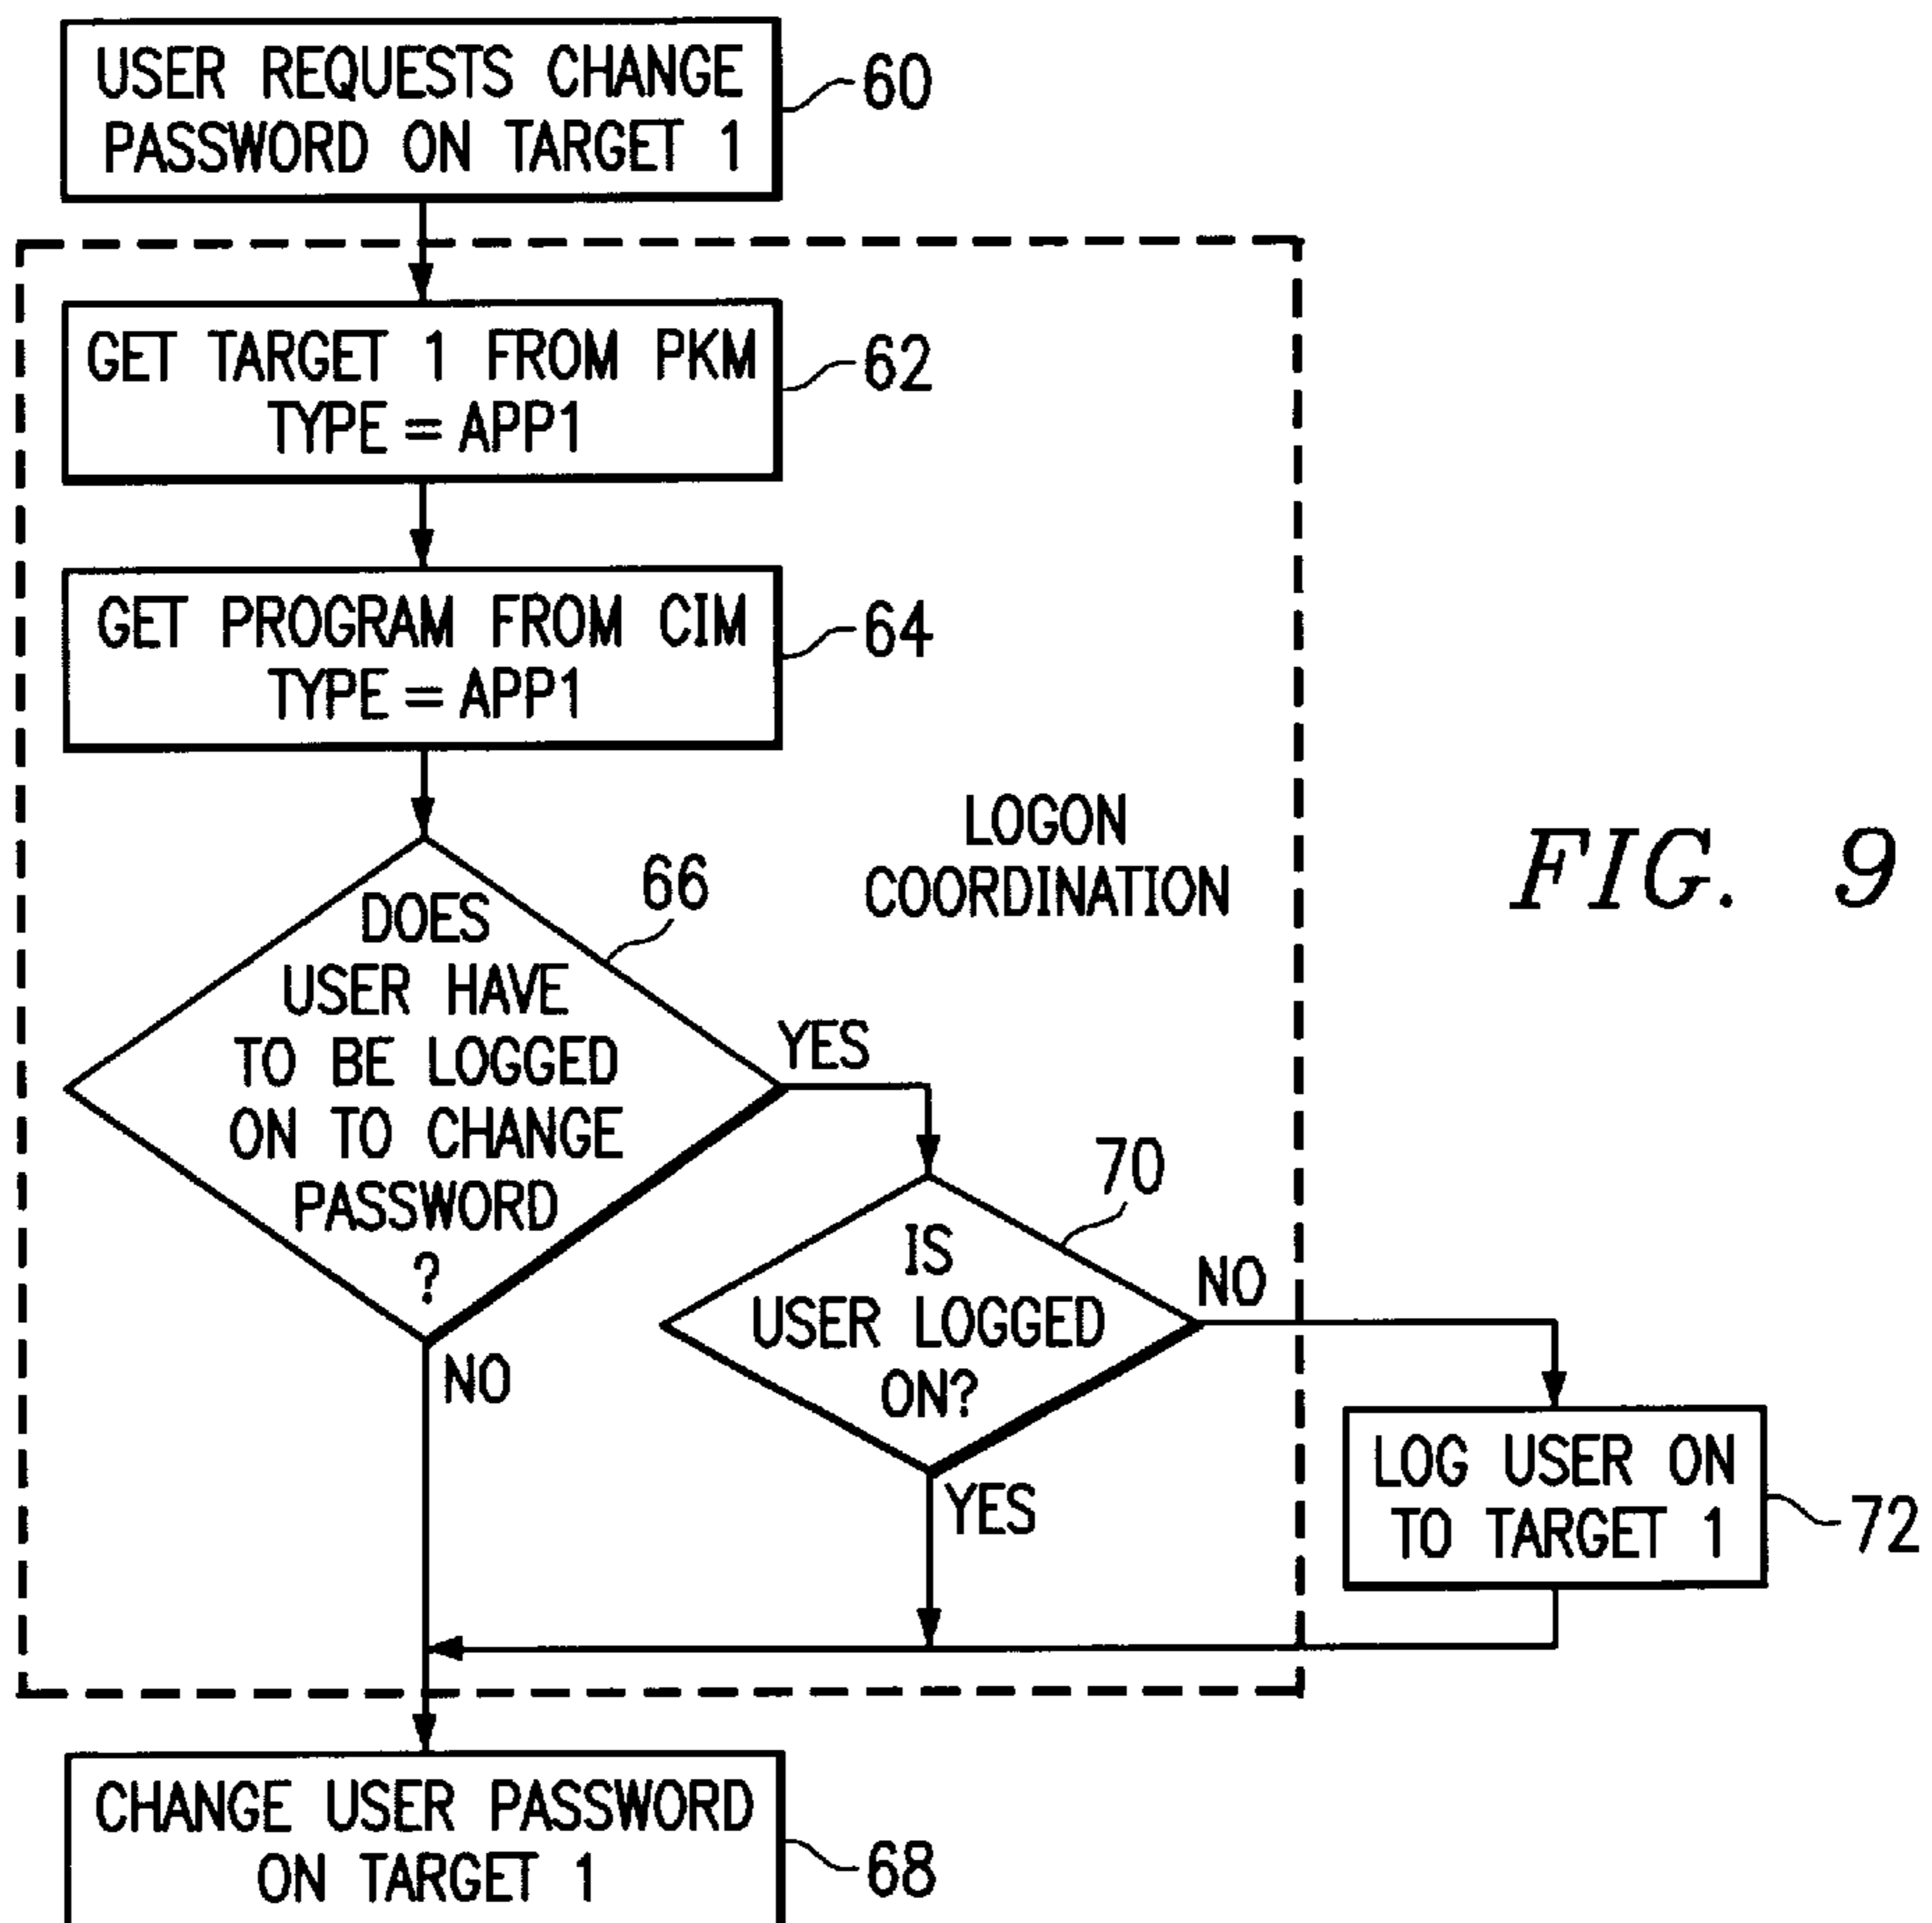 USER REQUESTS CHANGE
PASSWORD ON TARGET 1
60
GET TARGET 1 FROM PKM
TYPE = APP1
62
GET PROGRAM FROM CIM
TYPE = APP1
64
LOGON
COORDINATION
FIG. 9
66
DOES
USER HAVE
TO BE LOGGED
ON TO CHANGE
PASSWORD
?
YES
NO
70
IS
USER LOGGED
ON?
NO
YES
LOG USER ON
TO TARGET 1
72
CHANGE USER PASSWORD
ON TARGET 1
68